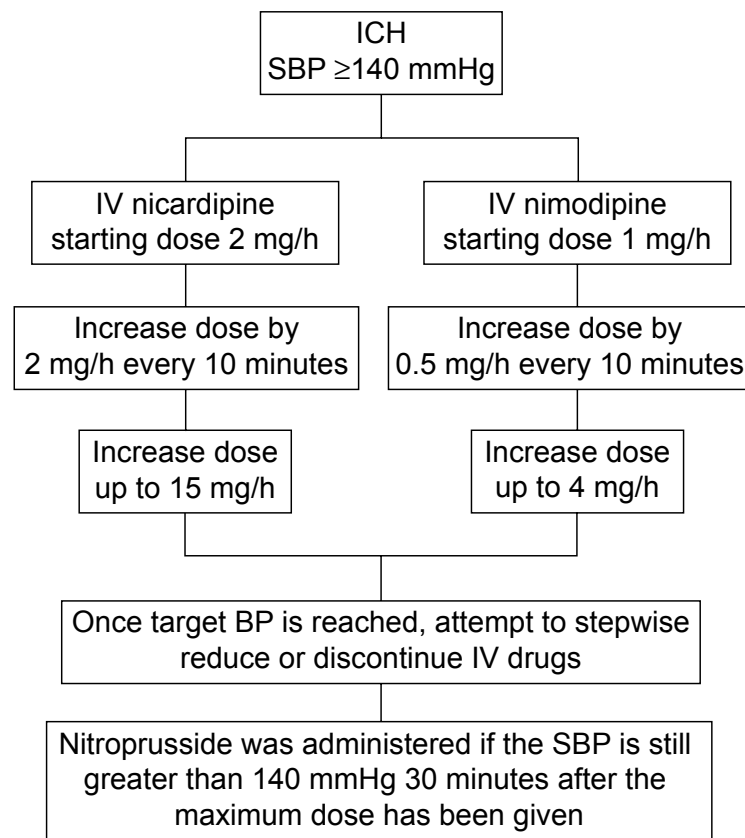 ICH
SBP ≥140 mmHg
IV nicardipine
starting dose 2 mg/h
IV nimodipine
starting dose 1 mg/h
Increase dose by
2 mg/h every 10 minutes
Increase dose by
0.5 mg/h every 10 minutes
Increase dose
up to 15 mg/h
Increase dose
up to 4 mg/h
Once target BP is reached, attempt to stepwise
reduce or discontinue IV drugs
Nitroprusside was administered if the SBP is still
greater than 140 mmHg 30 minutes after the
maximum dose has been given